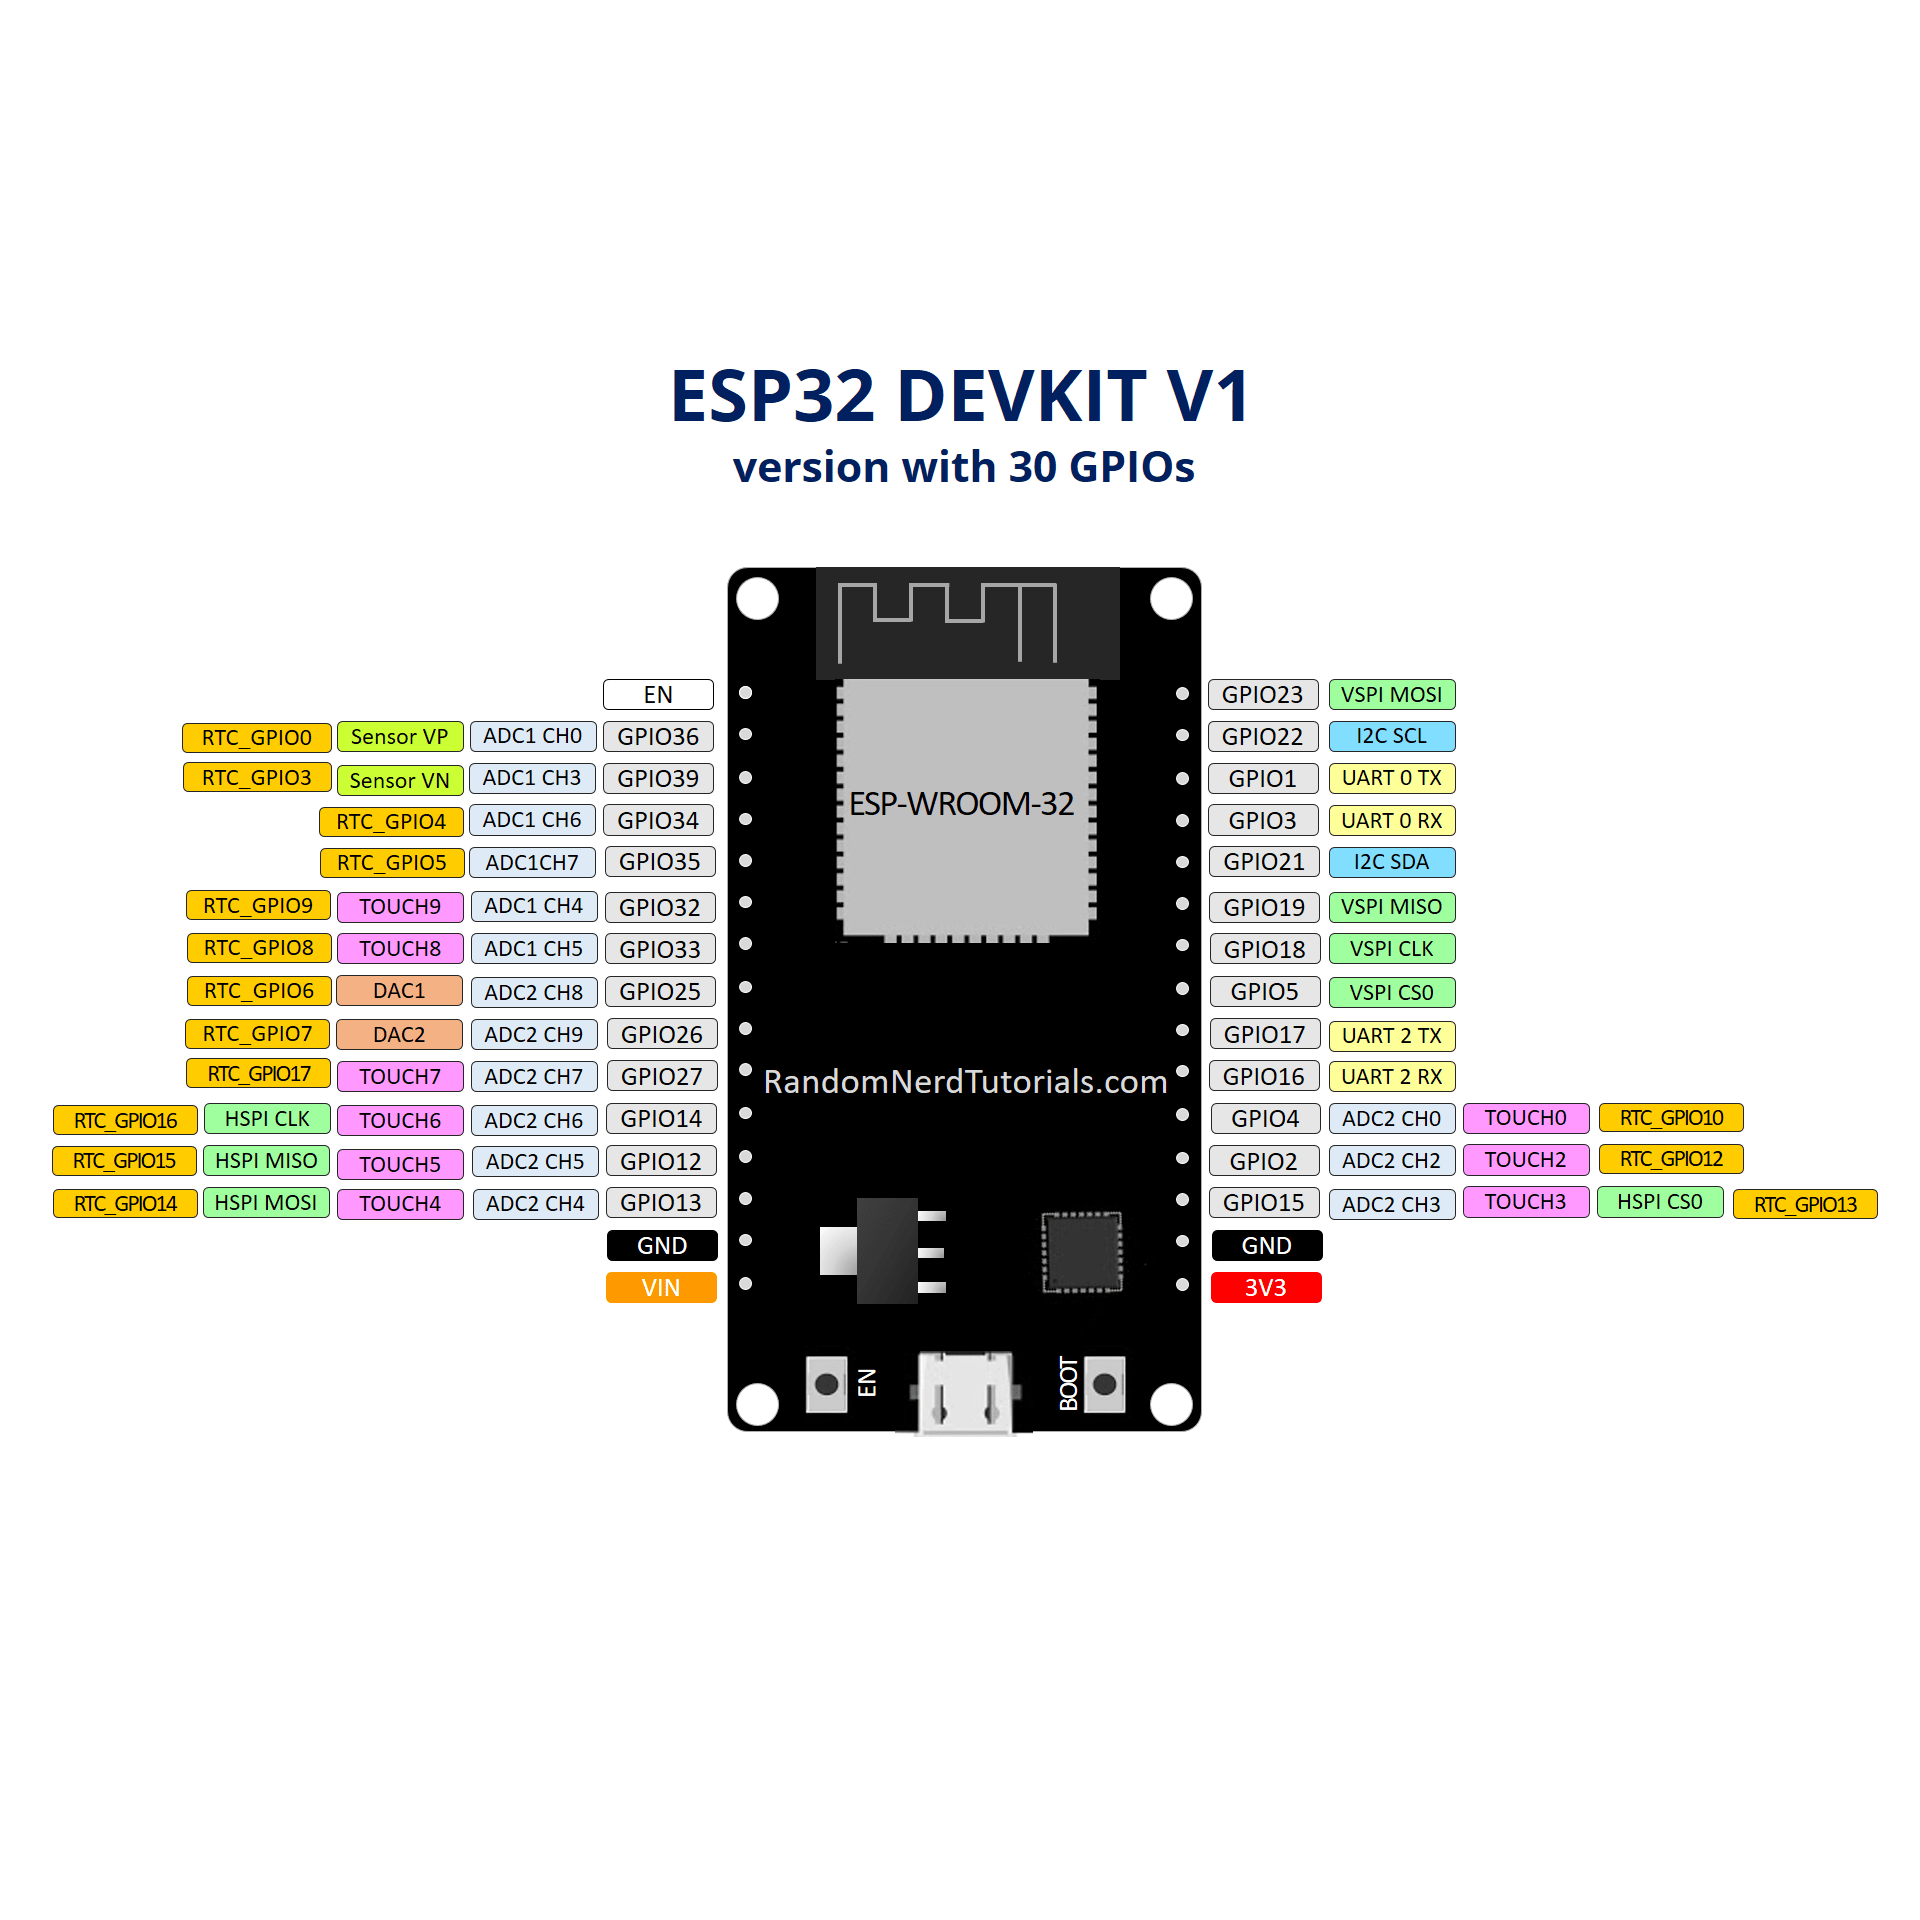 ESP32 DEVKIT V1
version with 30 GPIOs
EN GPIO23 VSPI MOSI
RTC_GPIO0 Sensor VP ADC1 CH0 GPIO36 GPIO22 I2C SCL
RTC_GPIO3 Sensor VN ADC1 CH3 GPIO39 GPIO1 UART 0 TX
RTC_GPIO4 ADC1 CH6 GPIO34 ESP-WROOM-32 GPIO3 UART 0 RX
RTC_GPIO5 ADC1CH7 GPIO35 GPIO21 I2C SDA
RTC_GPIO9 TOUCH9 ADC1 CH4 GPIO32 GPIO19 VSPI MISO
RTC_GPIO8 TOUCH8 ADC1 CH5 GPIO33 GPIO18 VSPI CLK
RTC_GPIO6 DAC1 ADC2 CH8 GPIO25 GPIO5 VSPI CS0
RTC_GPIO7 DAC2 ADC2 CH9 GPIO26 GPIO17 UART 2 TX
RTC_GPIO17 TOUCH7 ADC2 CH7 GPIO27 RandomNerdTutorials.com GPIO16 UART 2 RX
RTC_GPIO16 HSPI CLK TOUCH6 ADC2 CH6 GPIO14 GPIO4 ADC2 CH0 TOUCH0 RTC_GPIO10
RTC_GPIO15 HSPI MISO TOUCH5 ADC2 CH5 GPIO12 GPIO2 ADC2 CH2 TOUCH2 RTC_GPIO12
RTC_GPIO14 HSPI MOSI TOUCH4 ADC2 CH4 GPIO13 GPIO15 ADC2 CH3 TOUCH3 HSPI CS0 RTC_GPIO13
GND GND
VIN 3V3
EN BOOT